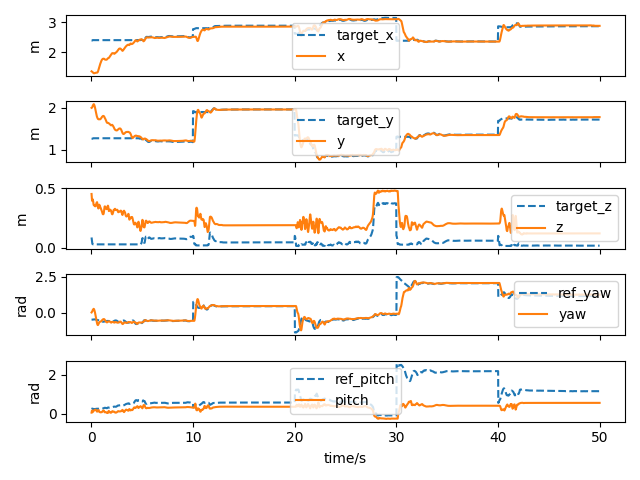 3
2
m
target_x
x
2
1
m
target_y
y
0.5
0.0
m
target_z
z
2.5
0.0
rad
ref_yaw
yaw
2
0
rad
ref_pitch
pitch
0 10 20 30 40 50
time/s